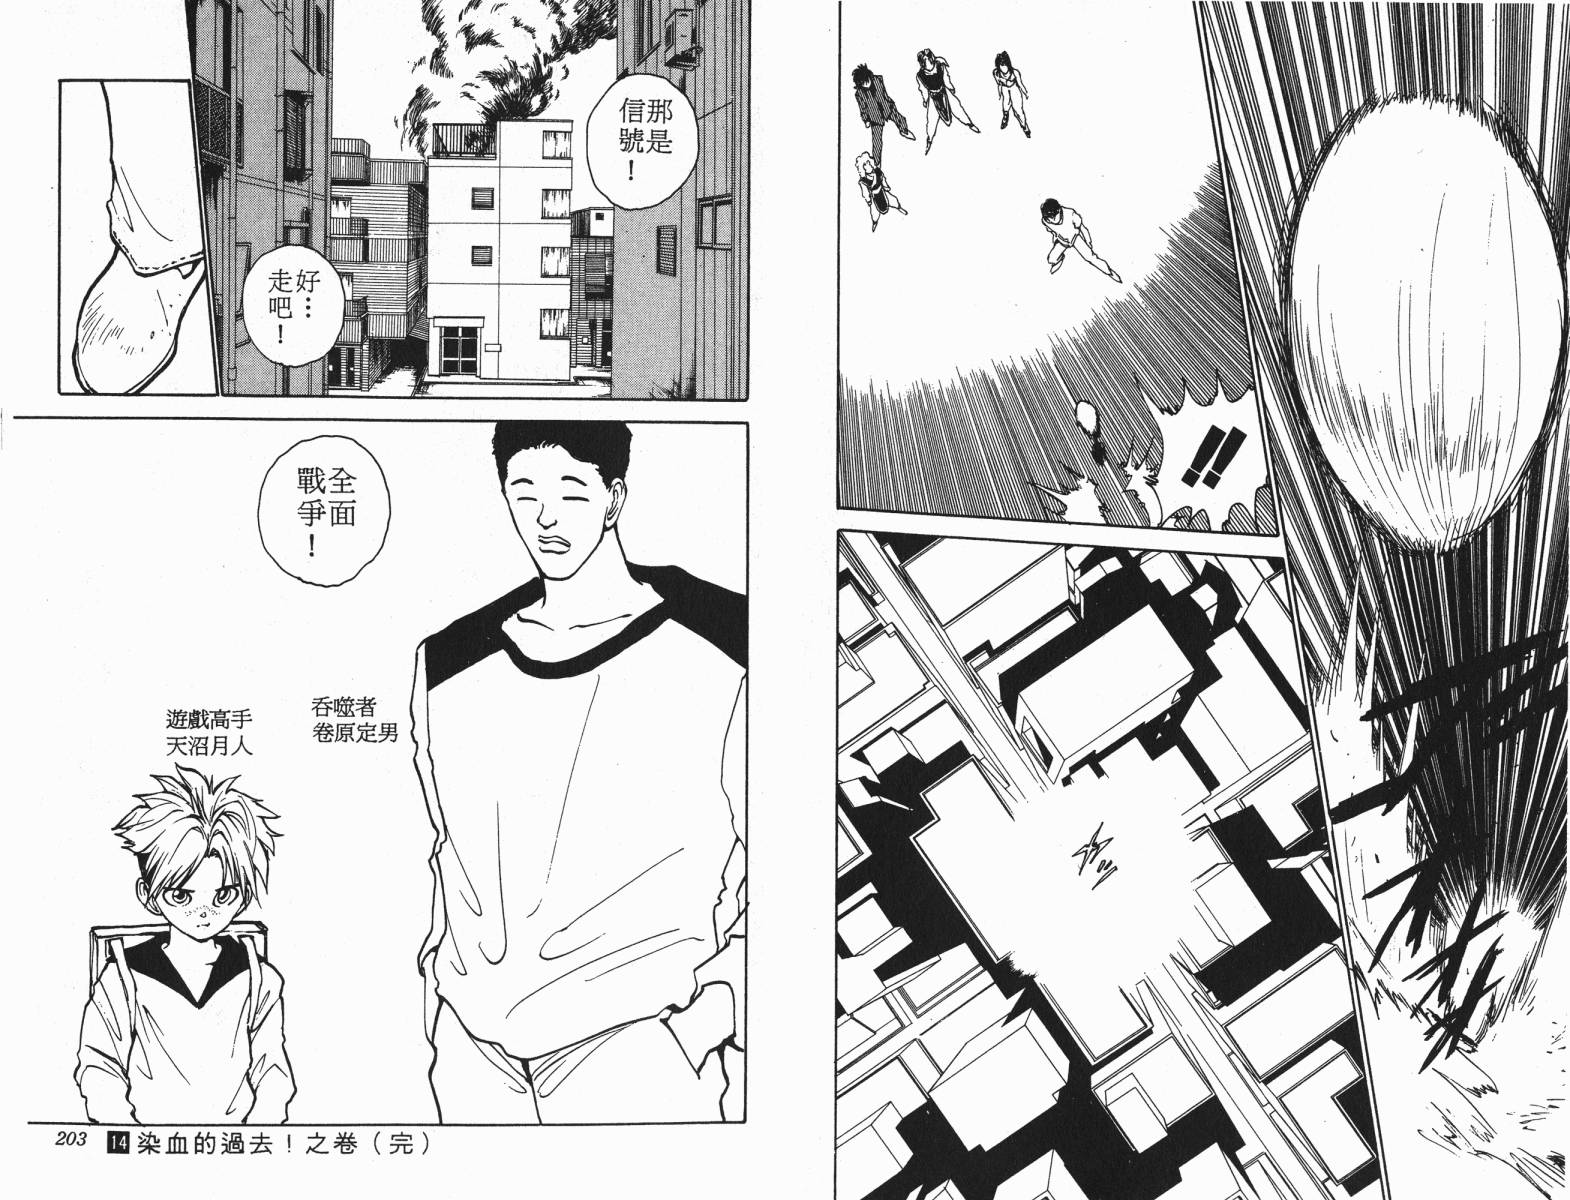 !!
那是
信號！
好…
走吧！
全面
戰爭！
吞噬者
卷原定男
遊戲高手
天沼月人
203
14 染血的過去！之卷（完）